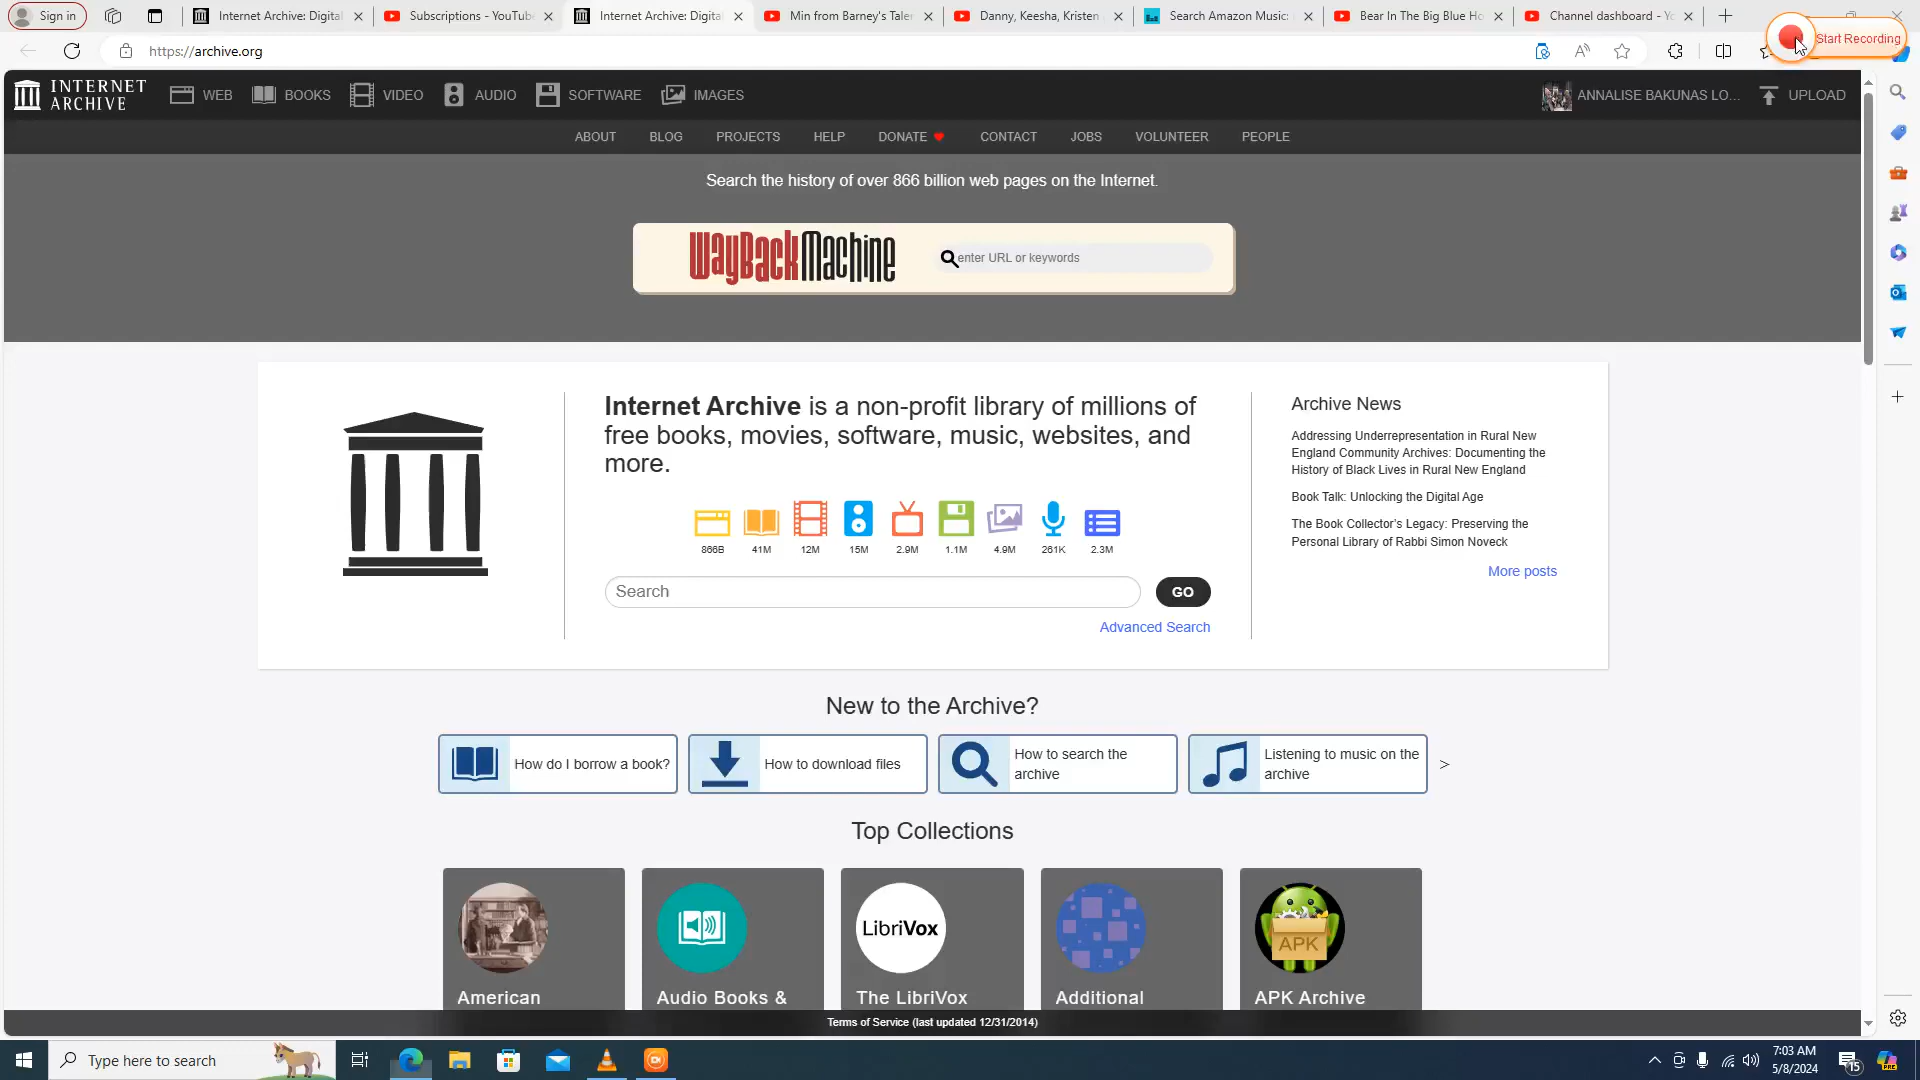 Sign in
Internet Archive: Digital
Subscriptions - YouTube
Internet Archive: Digita
Min from Barney's Taler
Danny, Keesha, Kristen
Search Amazon Music:
Bear In The Big Blue Ho
Channel dashboard - Yo
https://archive.org
Start Recording
INTERNET
ARCHIVE
WEB
BOOKS
VIDEO
AUDIO
SOFTWARE
IMAGES
ANNALISE BAKUNAS LO...
UPLOAD
ABOUT
BLOG
PROJECTS
HELP
DONATE
CONTACT
JOBS
VOLUNTEER
PEOPLE
Search the history of over 866 billion web pages on the Internet.
WayBackMachine
enter URL or keywords
Internet Archive is a non-profit library of millions of
free books, movies, software, music, websites, and
more.
866B
41M
12M
15M
2.9M
1.1M
4.9M
261K
2.3M
Search
GO
Advanced Search
Archive News
Addressing Underrepresentation in Rural New
England Community Archives: Documenting the
History of Black Lives in Rural New England
Book Talk: Unlocking the Digital Age
The Book Collector's Legacy: Preserving the
Personal Library of Rabbi Simon Noveck
More posts
New to the Archive?
How do I borrow a book?
How to download files
How to search the
archive
Listening to music on the
archive
>
Top Collections
LibriVox
APK
American
Audio Books &
The LibriVox
Additional
APK Archive
Terms of Service (last updated 12/31/2014)
Type here to search
7:03 AM
5/8/2024
15
PRE